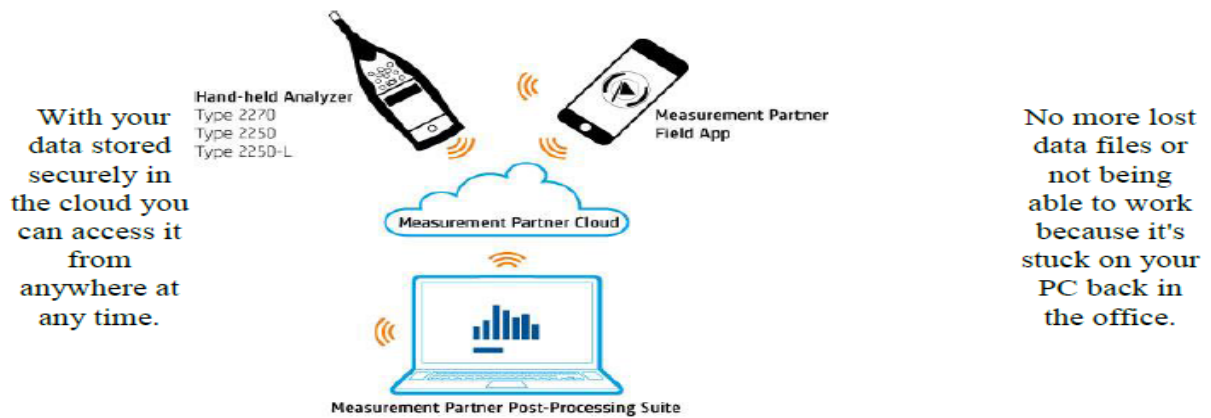 With your
data stored
securely in
the cloud you
can access it
from
anywhere at
any time.
Hand-held Analyzer
Type 2270
Type 2250
Type 2250-L
Measurement Partner
Field App
Measurement Partner Cloud
Measurement Partner Post-Processing Suite
No more lost
data files or
not being
able to work
because it's
stuck on your
PC back in
the office.